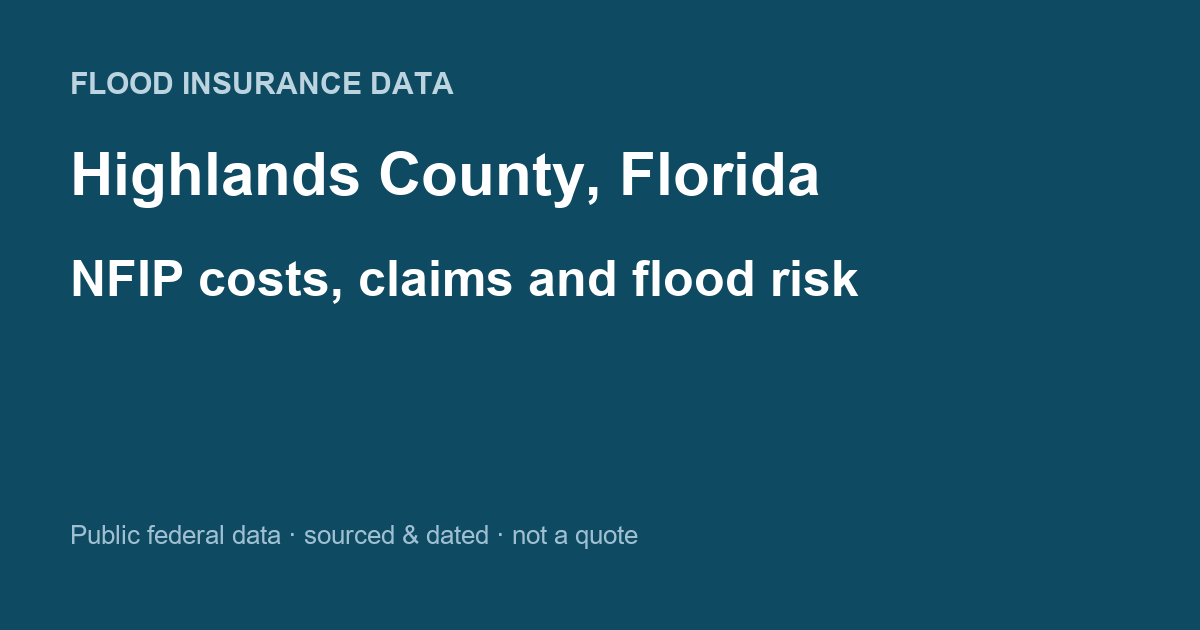 FLOOD INSURANCE DATA
Highlands County, Florida
NFIP costs, claims and flood risk
Public federal data · sourced & dated · not a quote